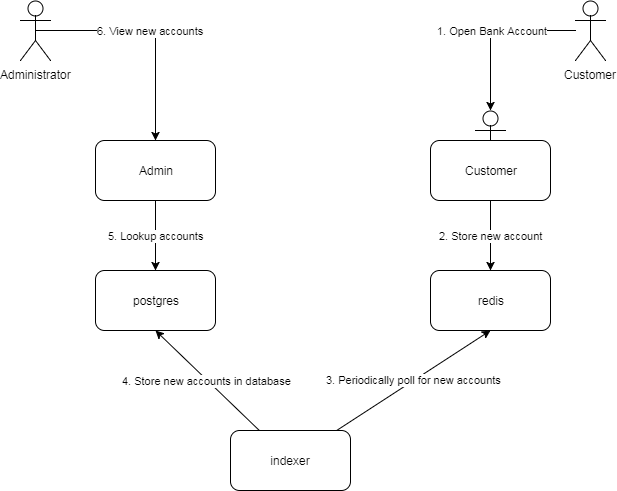 6. View new accounts
1. Open Bank Account
Administrator
Customer
Admin
Customer
5. Lookup accounts
2. Store new account
postgres
redis
4. Store new accounts in database
3. Periodically poll for new accounts
indexer